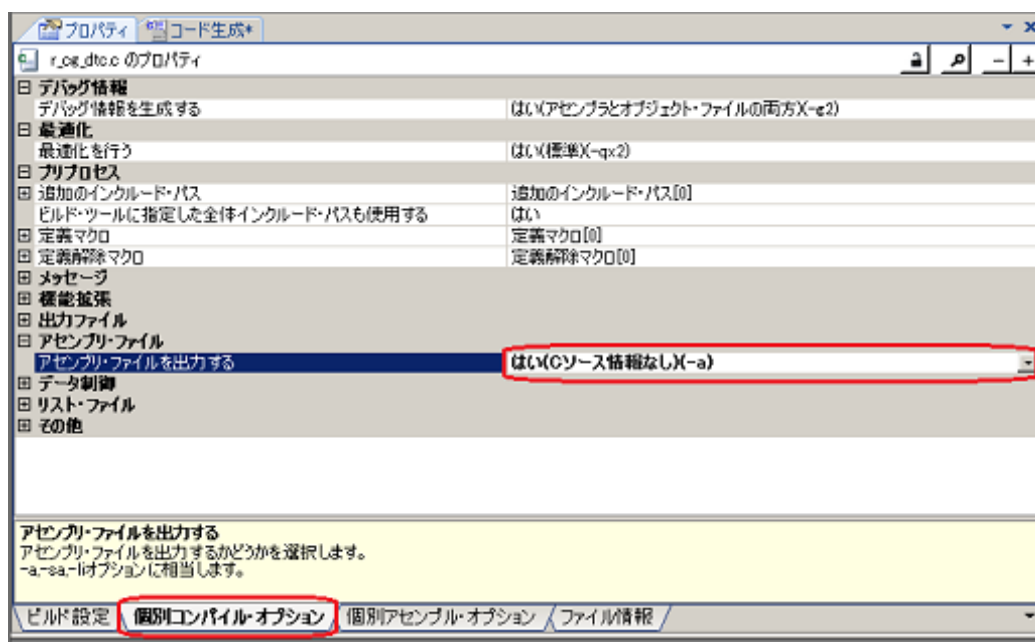 プロパティ コード生成*
r_cg_dtc.c のプロパティ
デバッグ情報
デバッグ情報を生成する はい(アセンブラとオブジェクト・ファイルの両方)(-g2)
最適化
最適化を行う はい(標準)(-qx2)
プリプロセス
追加のインクルード・パス 追加のインクルード・パス[0]
ビルド・ツールに指定した全体インクルード・パスも使用する はい
定義マクロ 定義マクロ[0]
定義解除マクロ 定義解除マクロ[0]
メッセージ
機能拡張
出力ファイル
アセンブリ・ファイル
アセンブリ・ファイルを出力する はい(Cソース情報なし)(-a)
データ制御
リスト・ファイル
その他
アセンブリ・ファイルを出力する
アセンブリ・ファイルを出力するかどうかを選択します。
-a,-sa,-liオプションに相当します。
ビルド設定 個別コンパイル・オプション 個別アセンブル・オプション ファイル情報